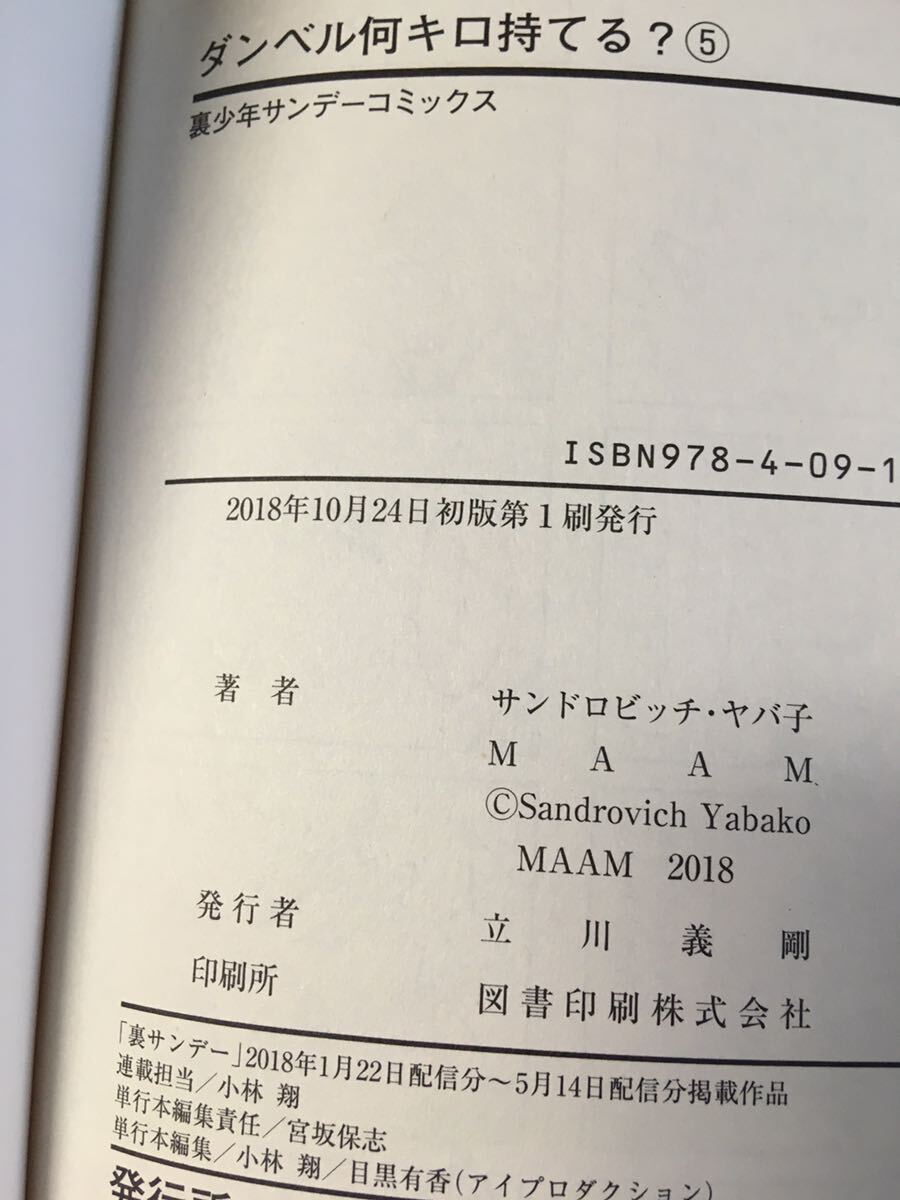 ダンベル何キロ持てる？⑤
裏少年サンデーコミックス
ISBN978-4-09-1
2018年10月24日初版第1刷発行
著者 サンドロビッチ・ヤバ子
MAAM
©Sandrovich Yabako
MAAM 2018
発行者 立川義剛
印刷所 図書印刷株式会社
「裏サンデー」2018年1月22日配信分～5月14日配信分掲載作品
連載担当／小林 翔
単行本編集責任／宮坂保志
単行本編集／小林 翔／目黒有香(アイプロダクション)
発行所